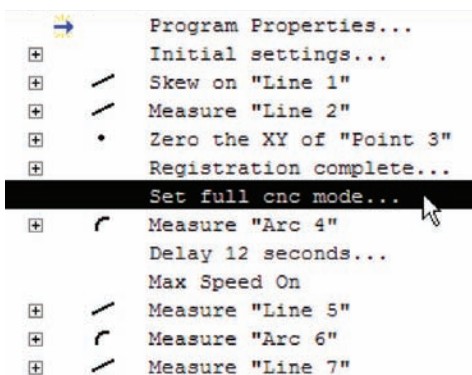 Program Properties...
Initial settings...
Skew on "Line 1"
Measure "Line 2"
Zero the XY of "Point 3"
Registration complete...
Set full cnc mode...
Measure "Arc 4"
Delay 12 seconds...
Max Speed On
Measure "Line 5"
Measure "Arc 6"
Measure "Line 7"